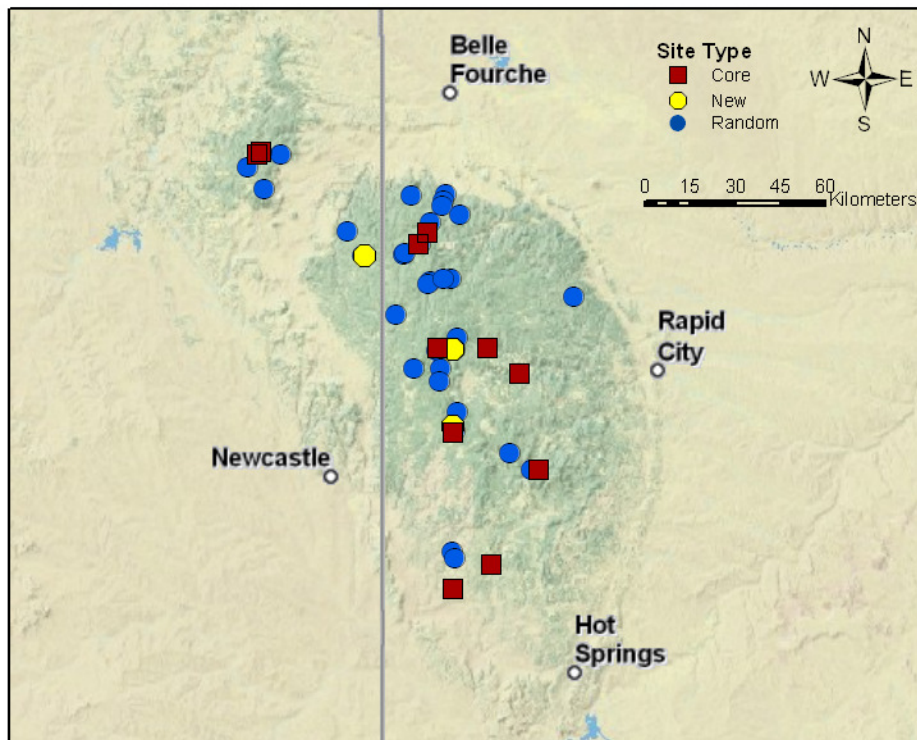 Belle
Fourche
Site Type
Core
New
Random
N
W E
S
0 15 30 45 60
Kilometers
Rapid
City
Newcastle
Hot
Springs